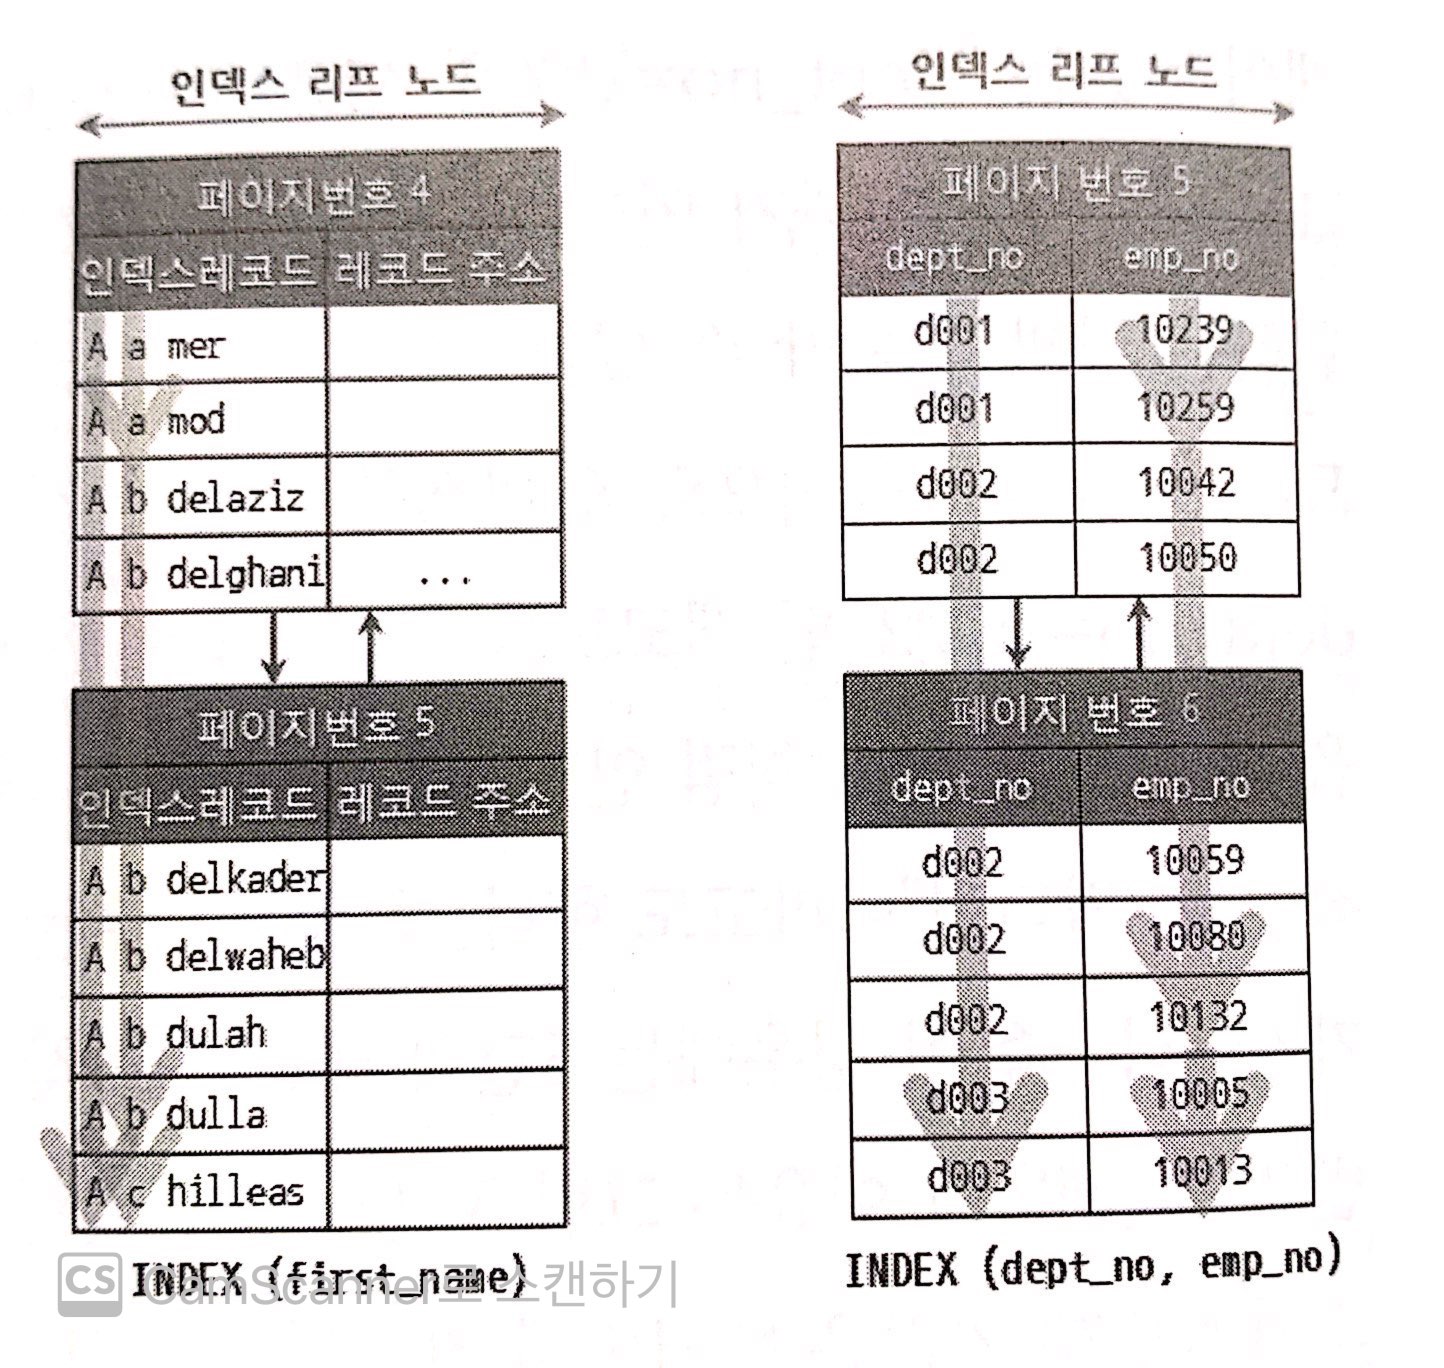 인덱스 리프 노드
페이지번호 4
인덱스레코드 레코드 주소
A a mer
A a mod
A b delaziz
A b delghani ...
페이지번호 5
인덱스레코드 레코드 주소
A b delkader
A b delwaheb
A b dulah
A b dulla
A c hilleas
INDEX (first_name)
인덱스 리프 노드
페이지 번호 5
dept_no emp_no
d001 10239
d001 10259
d002 10042
d002 10050
페이지 번호 6
dept_no emp_no
d002 10059
d002 10080
d002 10132
d003 10005
d003 10013
INDEX (dept_no, emp_no)
CS CamScanner로 스캔하기